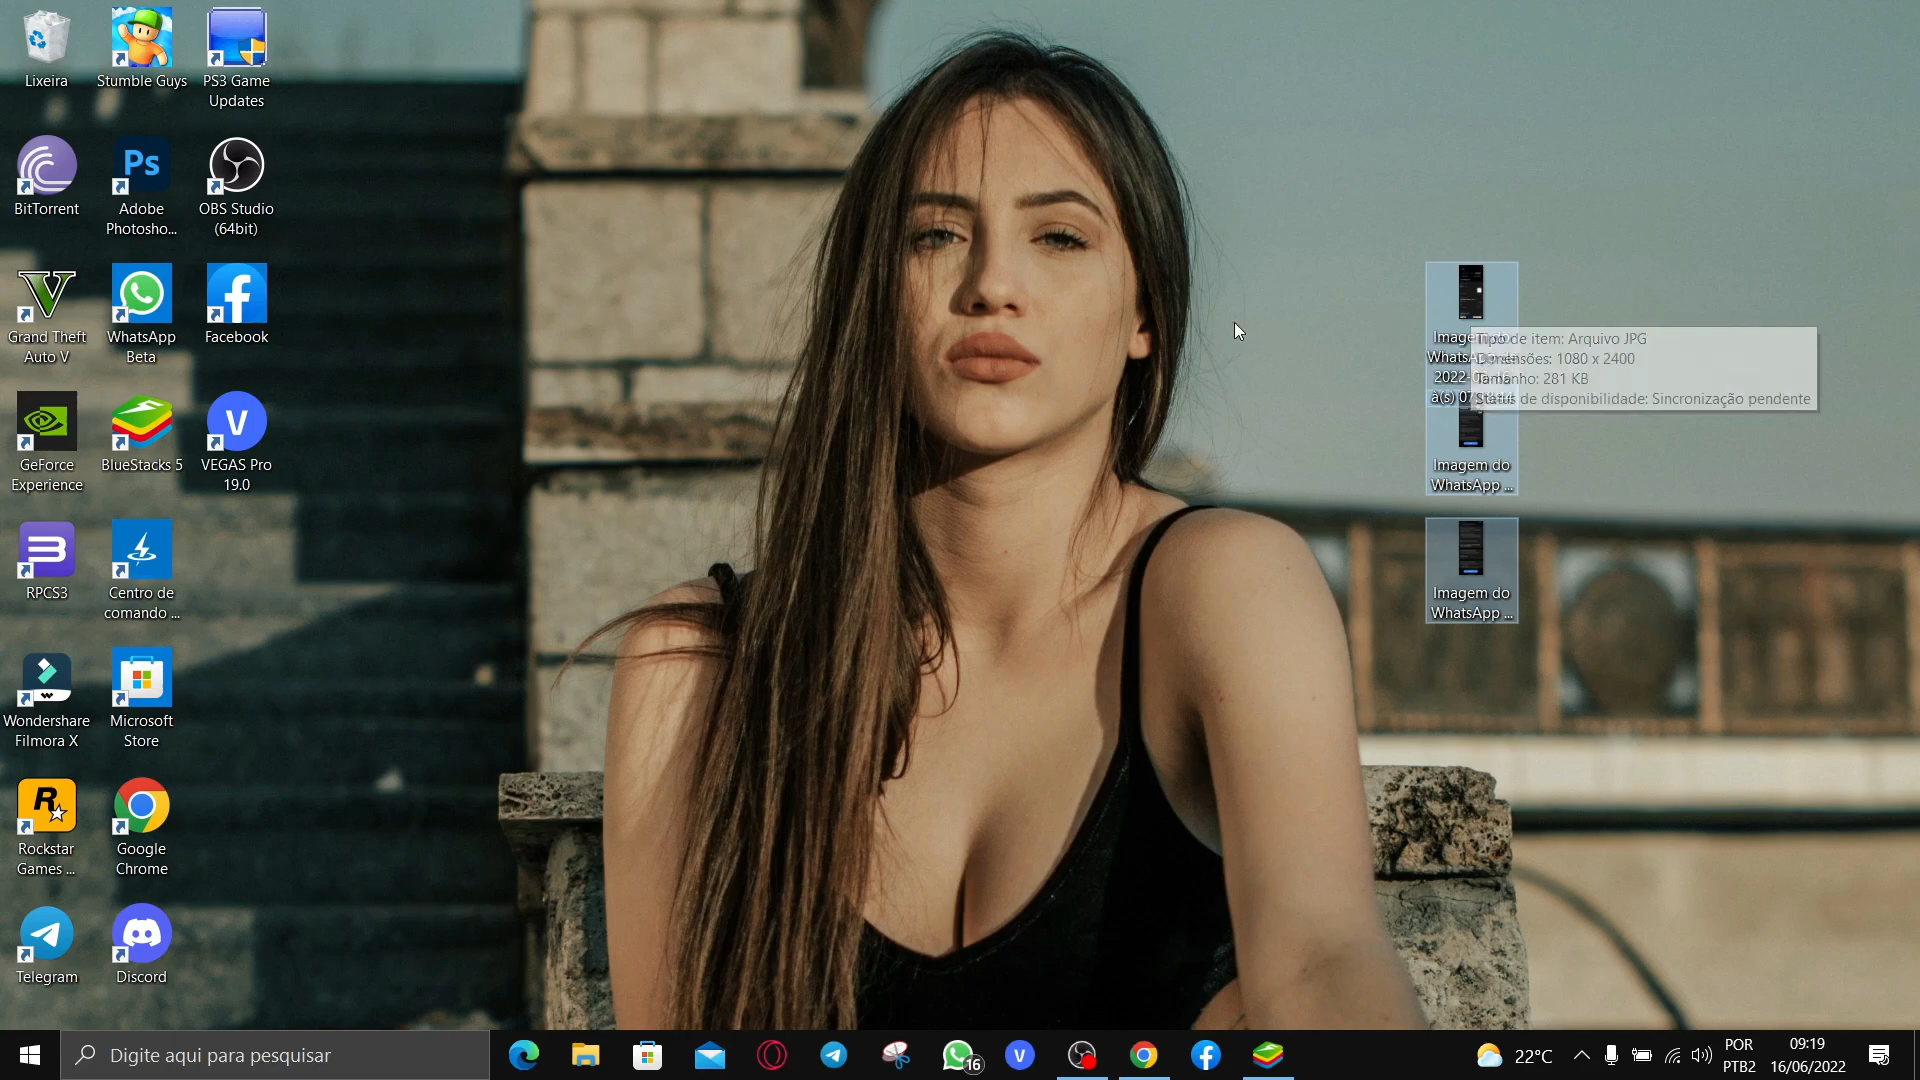 Lixeira
Stumble Guys
PS3 Game
Updates
BitTorrent
Ps
Adobe
Photosho...
OBS Studio
(64bit)
Grand Theft
Auto V
WhatsApp
Beta
Facebook
GeForce
Experience
BlueStacks 5
V
VEGAS Pro
19.0
RPCS3
Centro de
comando ...
Wondershare
Filmora X
Microsoft
Store
Rockstar
Games ...
Google
Chrome
Telegram
Discord
Tipo de item: Arquivo JPG
Dimensões: 1080 x 2400
Tamanho: 281 KB
Status de disponibilidade: Sincronização pendente
Imagem do
WhatsApp ...
Imagem do
WhatsApp ...
Digite aqui para pesquisar
16
V
22°C
POR
PTB2
09:19
16/06/2022